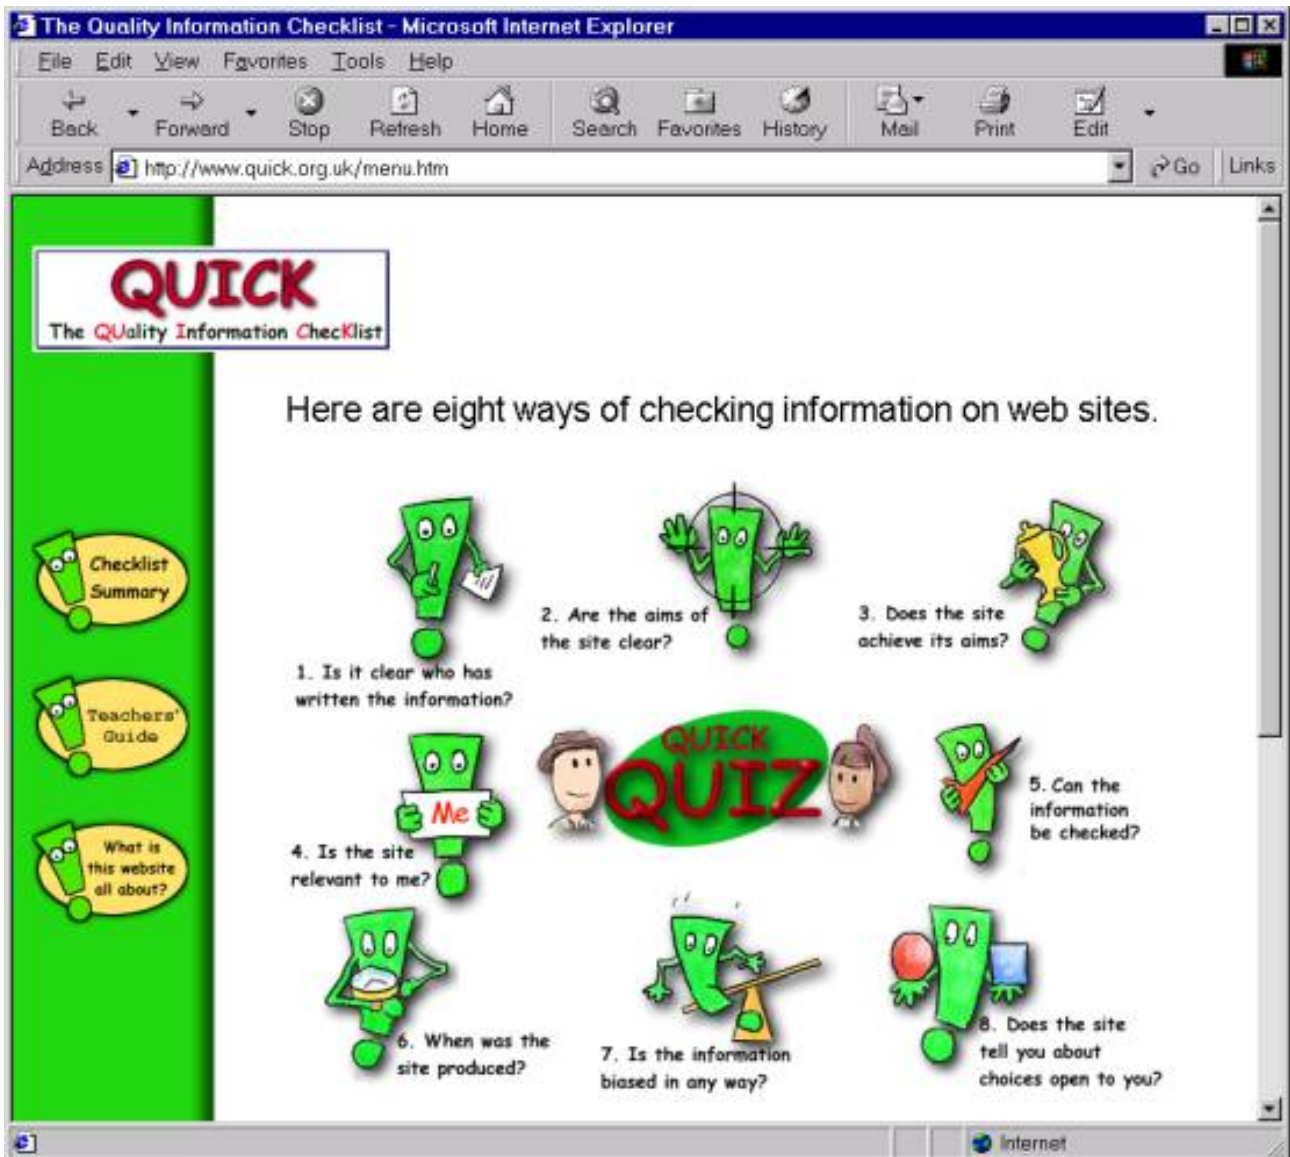 The Quality Information Checklist - Microsoft Internet Explorer
File Edit View Favorites Tools Help
Back Forward Stop Refresh Home Search Favorites History Mail Print Edit
Address http://www.quick.org.uk/menu.htm Go Links
QUICK
The QUality Information ChecKlist
Here are eight ways of checking information on web sites.
Checklist
Summary
Teachers'
Guide
What is
this website
all about?
1. Is it clear who has
written the information?
2. Are the aims of
the site clear?
3. Does the site
achieve its aims?
Me
4. Is the site
relevant to me?
QUICK
QUIZ
5. Can the
information
be checked?
6. When was the
site produced?
7. Is the information
biased in any way?
8. Does the site
tell you about
choices open to you?
Internet